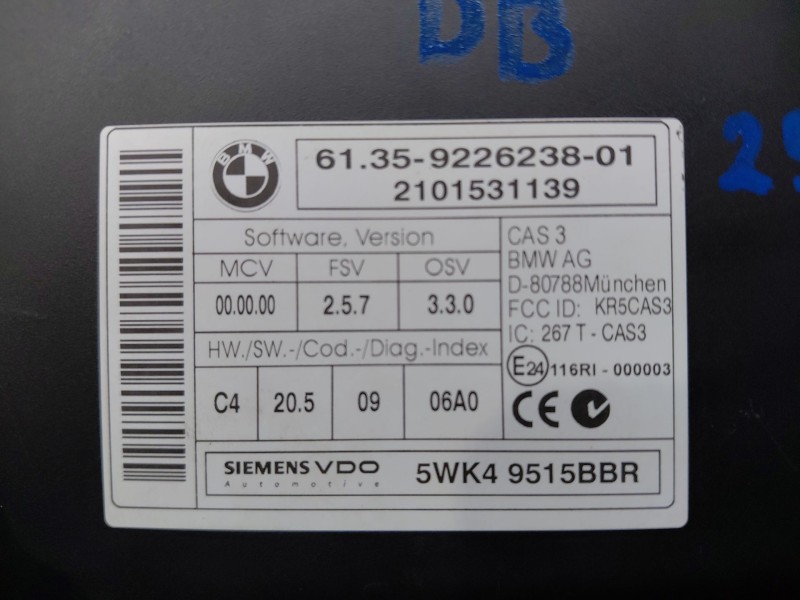 DB
29
BMW
61.35-9226238-01
2101531139
Software, Version
MCV FSV OSV
00.00.00 2.5.7 3.3.0
HW./SW.-/Cod.-/Diag.-Index
C4 20.5 09 06A0
CAS 3
BMW AG
D-80788München
FCC ID: KR5CAS3
IC: 267 T - CAS3
E24 116RI - 000003
CE
SIEMENS VDO
Automotive
5WK4 9515BBR